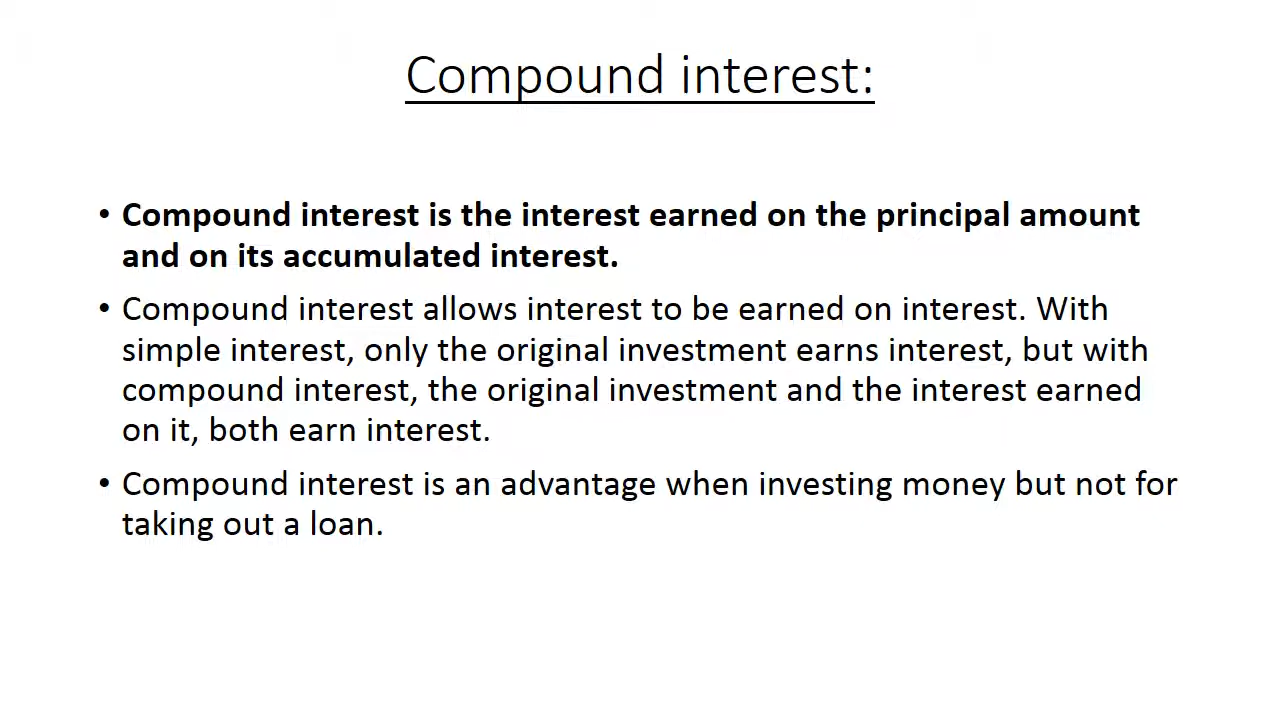 Compound interest:
• Compound interest is the interest earned on the principal amount
and on its accumulated interest.
• Compound interest allows interest to be earned on interest. With
simple interest, only the original investment earns interest, but with
compound interest, the original investment and the interest earned
on it, both earn interest.
• Compound interest is an advantage when investing money but not for
taking out a loan.